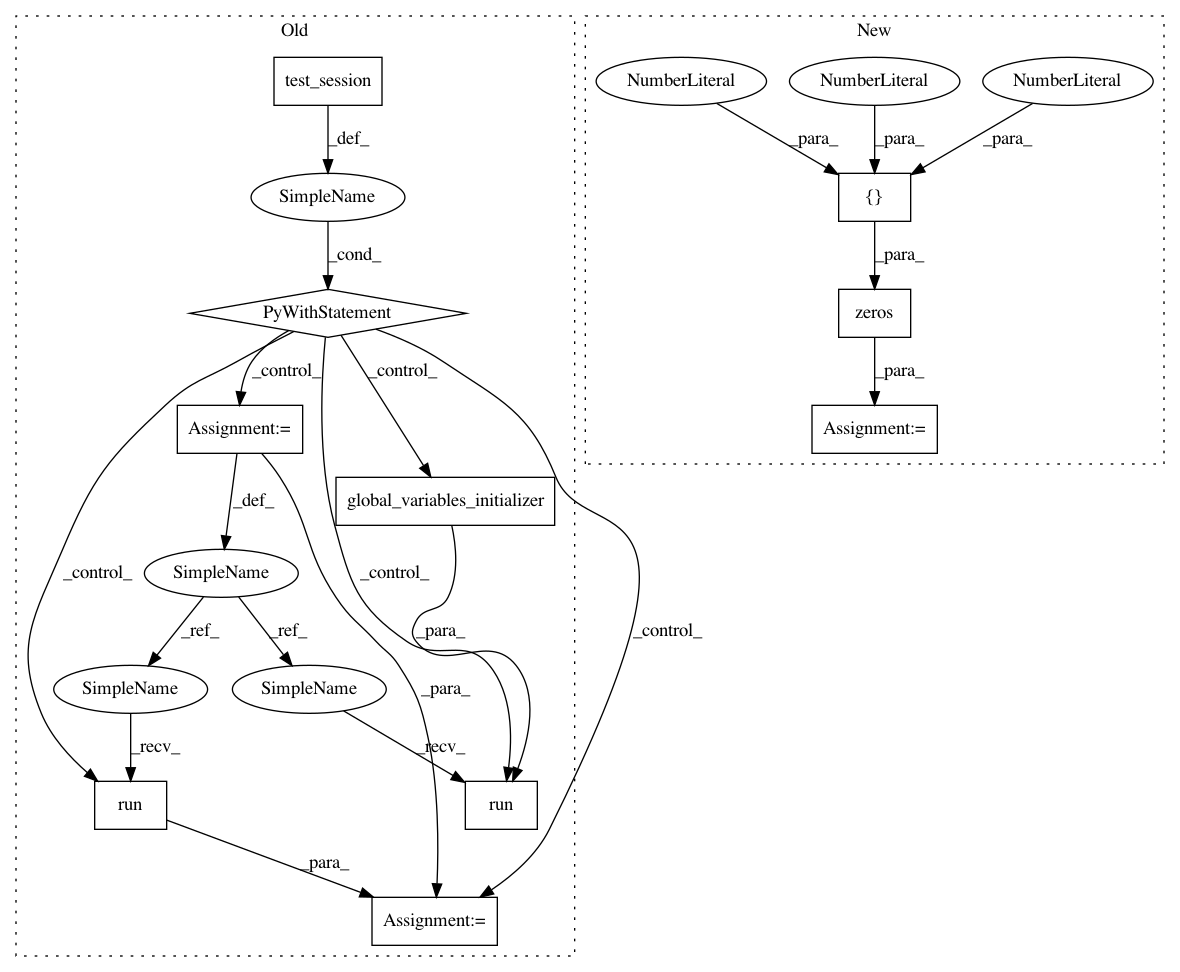 Old
New
test_session
NumberLiteral
NumberLiteral
NumberLiteral
_def_
_para_
_para_
_para_
SimpleName
{}
_cond_
_para_
PyWithStatement
zeros
_control_
_control_
_para_
Assignment:=
Assignment:=
global_variables_initializer
_def_
_control_
_control_
SimpleName
_ref_
_ref_
_para_
_control_
SimpleName
SimpleName
_para_
_recv_
_recv_
run
run
_para_
Assignment:=